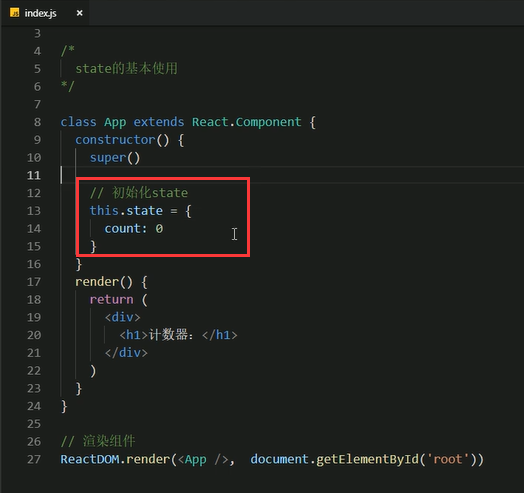 index.js ×
3
4 /*
5 state的基本使用
6 */
7
8 class App extends React.Component {
9 constructor() {
10 super()
11
12 // 初始化state
13 this.state = {
14 count: 0
15 }
16 }
17 render() {
18 return (
19 <div>
20 <h1>计数器：</h1>
21 </div>
22 )
23 }
24 }
25
26 // 渲染组件
27 ReactDOM.render(<App />, document.getElementById('root'))